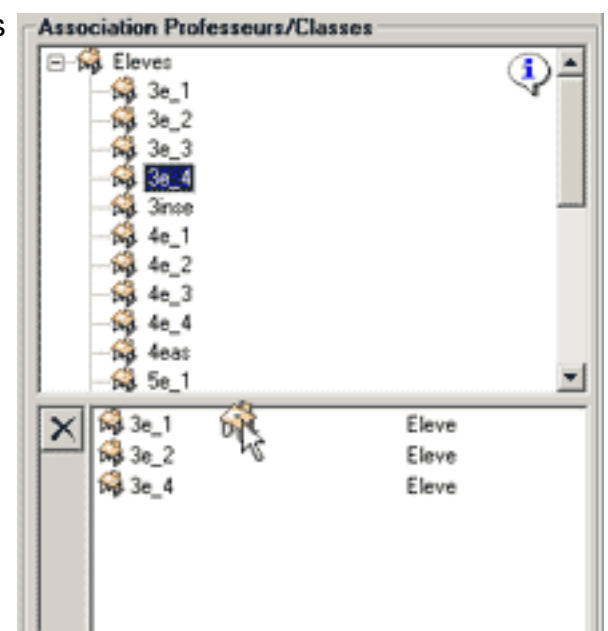 s
Association Professeurs/Classes
Eleves
3e_1
3e_2
3e_3
3e_4
3inse
4e_1
4e_2
4e_3
4e_4
4eas
5e_1
3e_1 Eleve
3e_2 Eleve
3e_4 Eleve